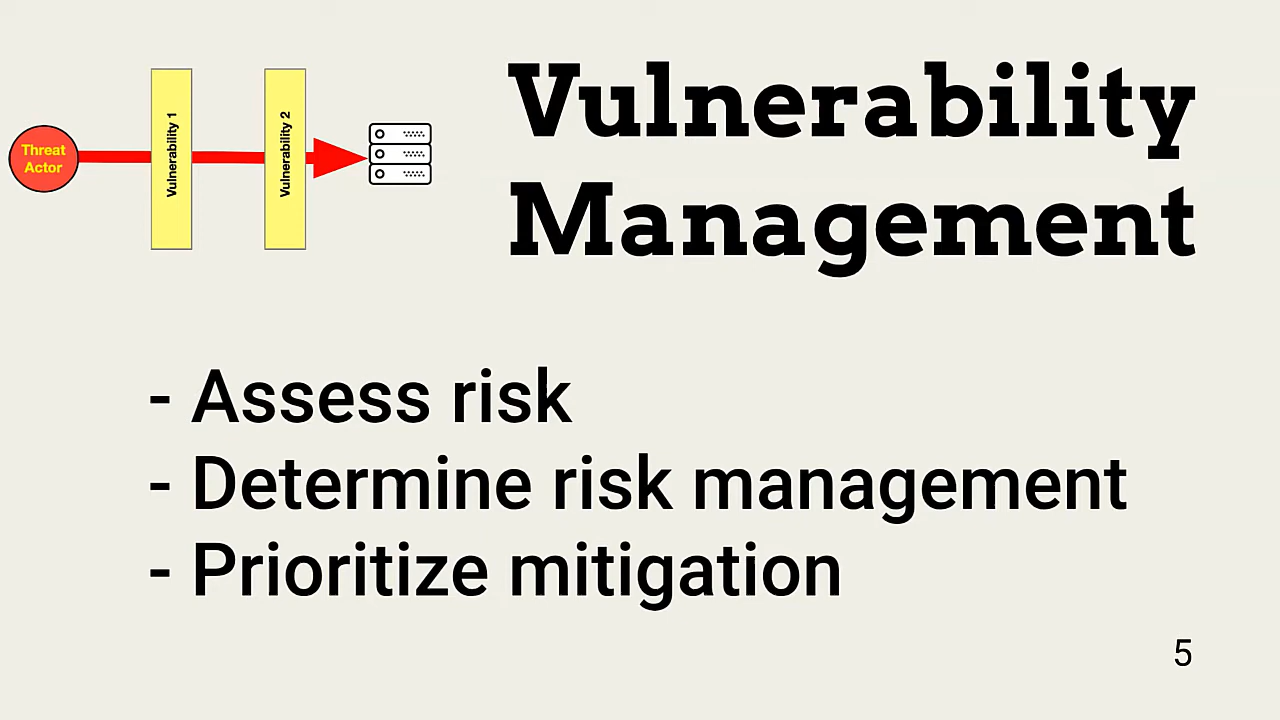 Threat
Actor
Vulnerability 1
Vulnerability 2
Vulnerability
Management
- Assess risk
- Determine risk management
- Prioritize mitigation
5